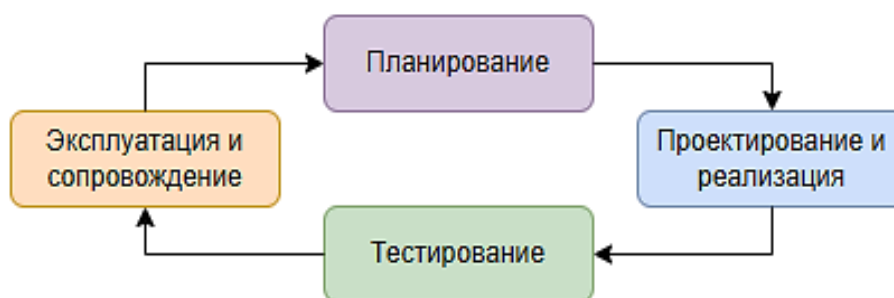 Планирование
Эксплуатация и
сопровождение
Проектирование и
реализация
Тестирование